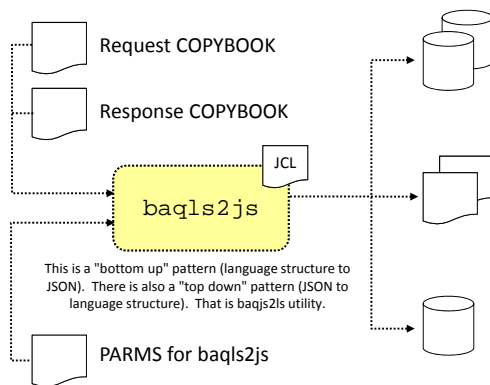 Request COPYBOOK
Response COPYBOOK
JCL
baqls2js
This is a "bottom up" pattern (language structure to
JSON). There is also a "top down" pattern (JSON to
language structure). That is baqjs2ls utility.
PARMS for baqls2js